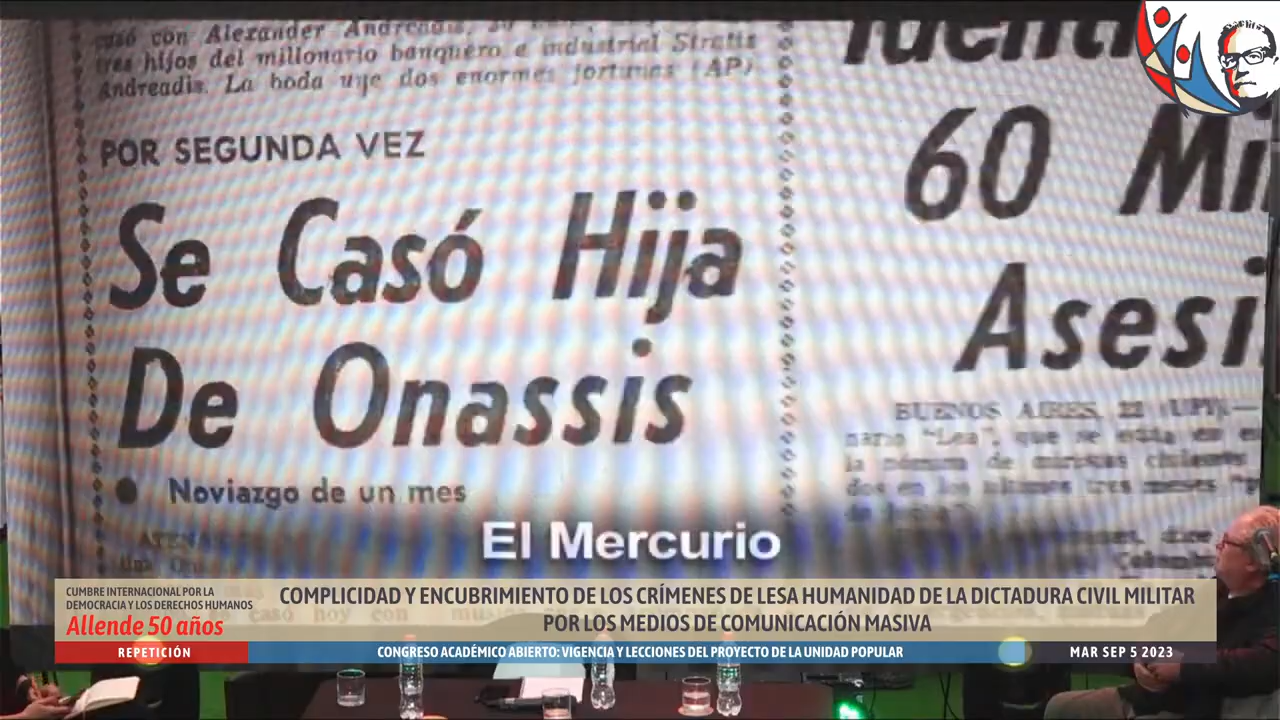 casó con Alexander Andreadis,
tres hijos del millonario banquero e industrial Stratis
Andreadis. La boda une dos enormes fortunas (AP)
POR SEGUNDA VEZ
Se Casó Hija
De Onassis
● Noviazgo de un mes
ATENAS
60 Mi
Asesi
BUENOS AIRES, 22 (UPI).—
"Lea", que se
la nómina de chilenos
dos en los últimos tres meses
El Mercurio
CUMBRE INTERNACIONAL POR LA
DEMOCRACIA Y LOS DERECHOS HUMANOS
Allende 50 años
COMPLICIDAD Y ENCUBRIMIENTO DE LOS CRÍMENES DE LESA HUMANIDAD DE LA DICTADURA CIVIL MILITAR
POR LOS MEDIOS DE COMUNICACIÓN MASIVA
REPETICIÓN
CONGRESO ACADÉMICO ABIERTO: VIGENCIA Y LECCIONES DEL PROYECTO DE LA UNIDAD POPULAR
MAR SEP 5 2023